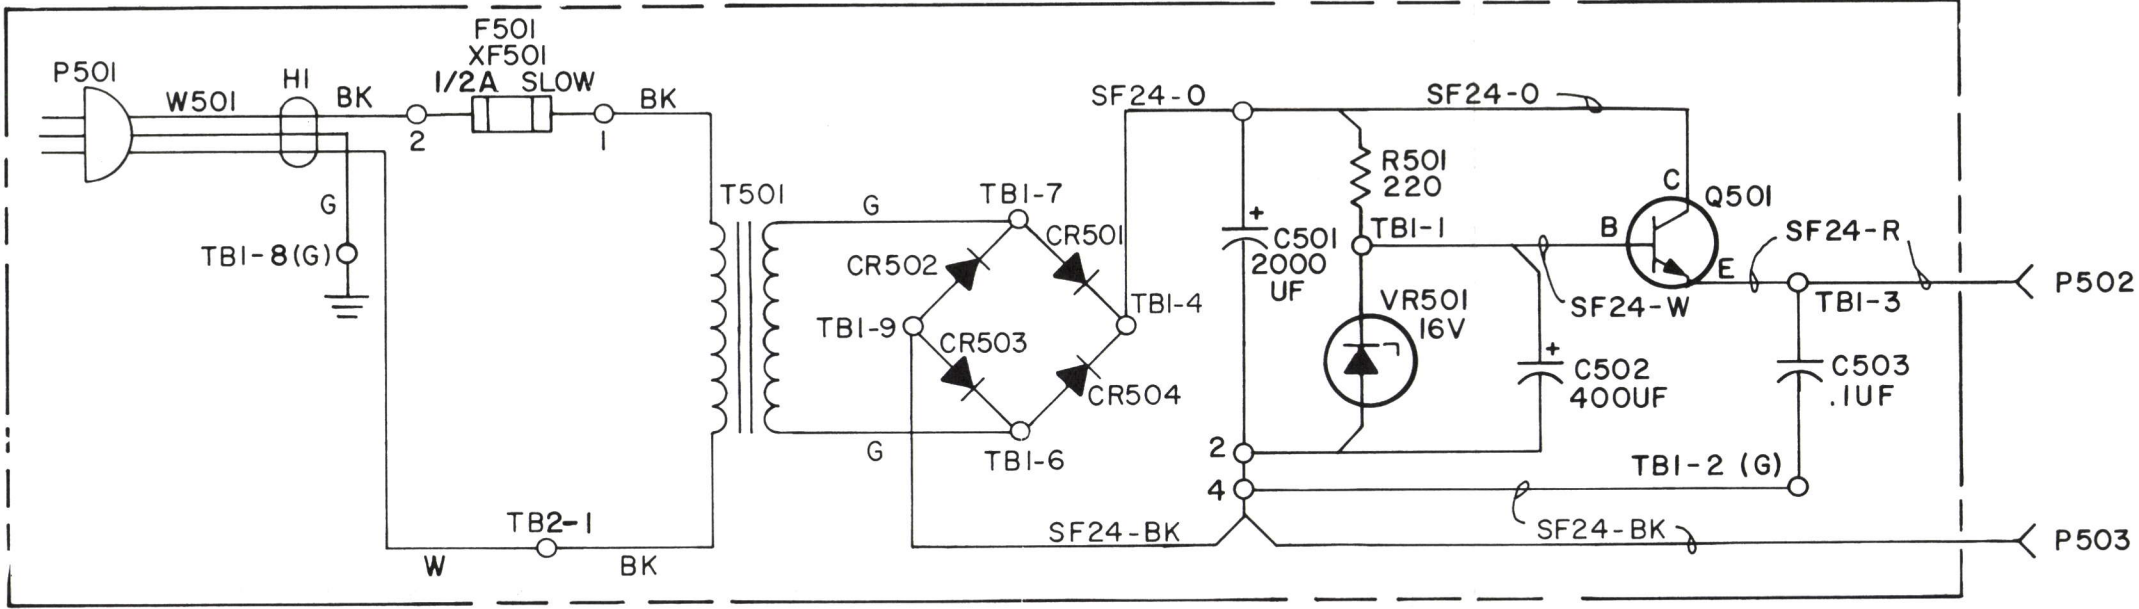 F501
XF501
1/2A SLOW
P501
W501
H1
BK
2
1
BK
G
TB1-8(G)
T501
G
TB1-7
CR502
CR501
TB1-9
TB1-4
CR503
CR504
G
TB1-6
TB2-1
W
BK
SF24-O
SF24-O
R501
220
+
C501
2000
UF
TB1-1
C
Q501
B
E
SF24-R
P502
TB1-3
VR501
16V
SF24-W
+
C502
400UF
C503
.1UF
2
4
TB1-2 (G)
SF24-BK
SF24-BK
P503